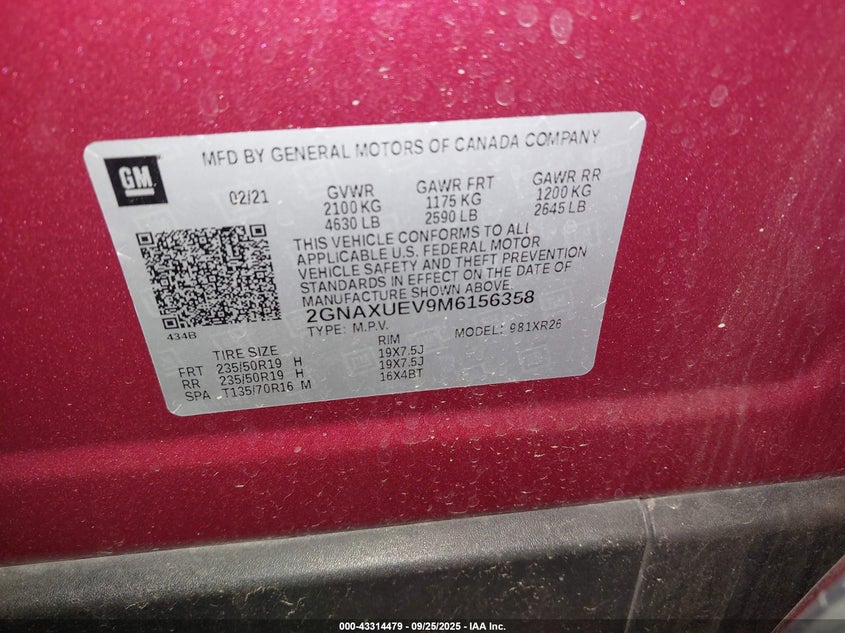 GM
MFD BY GENERAL MOTORS OF CANADA COMPANY
02/21
GVWR GAWR FRT GAWR RR
2100 KG 1175 KG 1200 KG
4630 LB 2590 LB 2645 LB
THIS VEHICLE CONFORMS TO ALL
APPLICABLE U.S. FEDERAL MOTOR
VEHICLE SAFETY AND THEFT PREVENTION
STANDARDS IN EFFECT ON THE DATE OF
MANUFACTURE SHOWN ABOVE.
2GNAXUEV9M6156358
434B
TYPE: M.P.V. MODEL: 981XR26
TIRE SIZE RIM
FRT 235/50R19 H 19X7.5J
RR 235/50R19 H 19X7.5J
SPA T135/70R16 M 16X4BT
000-43314479 - 09/25/2025 - IAA Inc.